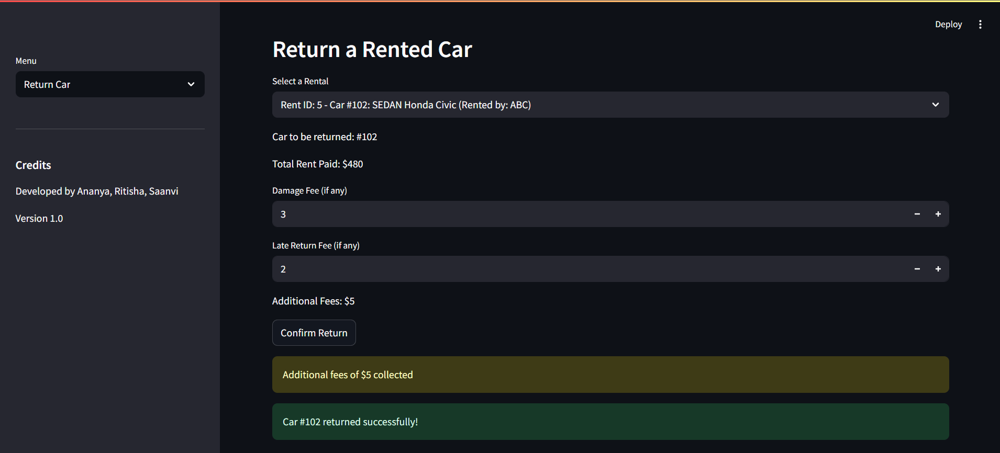 Deploy
Menu
Return Car
Credits
Developed by Ananya, Ritisha, Saanvi
Version 1.0
Return a Rented Car
Select a Rental
Rent ID: 5 - Car #102: SEDAN Honda Civic (Rented by: ABC)
Car to be returned: #102
Total Rent Paid: $480
Damage Fee (if any)
3
Late Return Fee (if any)
2
Additional Fees: $5
Confirm Return
Additional fees of $5 collected
Car #102 returned successfully!